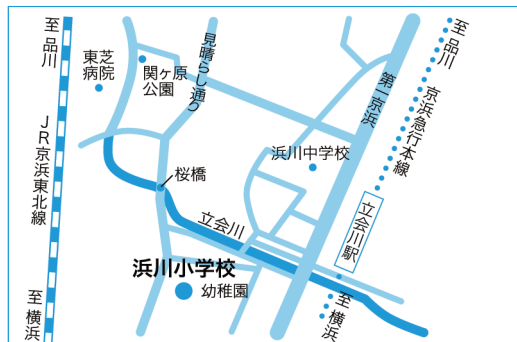 至 品川
東芝
病院
関ヶ原
公園
見晴らし通り
第一京浜
至 品川
京浜急行本線
JR京浜東北線
浜川中学校
桜橋
立会川
立会川駅
浜川小学校
幼稚園
至 横浜
至 横浜